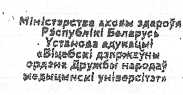 Міністэрства аховы здароўя
Рэспублікі Беларусь
Установа адукацыі
«Віцебскі дзяржаўны
ордэна Дружбы народаў
медыцынскі універсітэт»